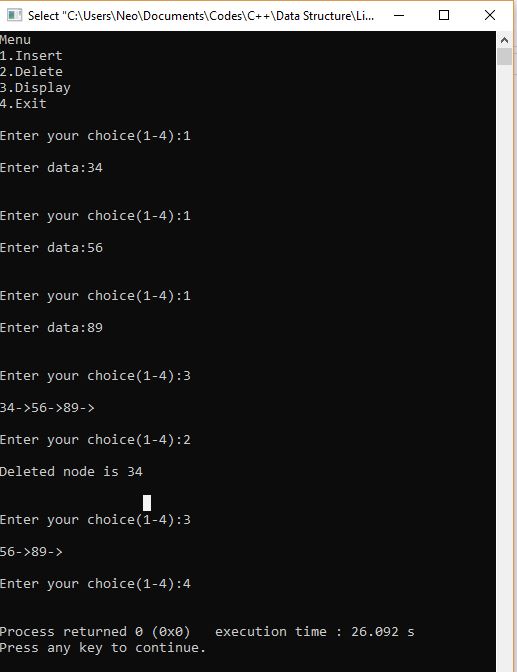 Select "C:\Users\Neo\Documents\Codes\C++\Data Structure\Li...
Menu
1.Insert
2.Delete
3.Display
4.Exit
Enter your choice(1-4):1
Enter data:34
Enter your choice(1-4):1
Enter data:56
Enter your choice(1-4):1
Enter data:89
Enter your choice(1-4):3
34->56->89->
Enter your choice(1-4):2
Deleted node is 34
Enter your choice(1-4):3
56->89->
Enter your choice(1-4):4
Process returned 0 (0x0)   execution time : 26.092 s
Press any key to continue.